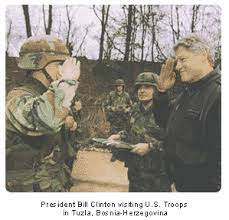 President Bill Clinton visiting U.S. Troops
in Tuzla, Bosnia-Herzegovina